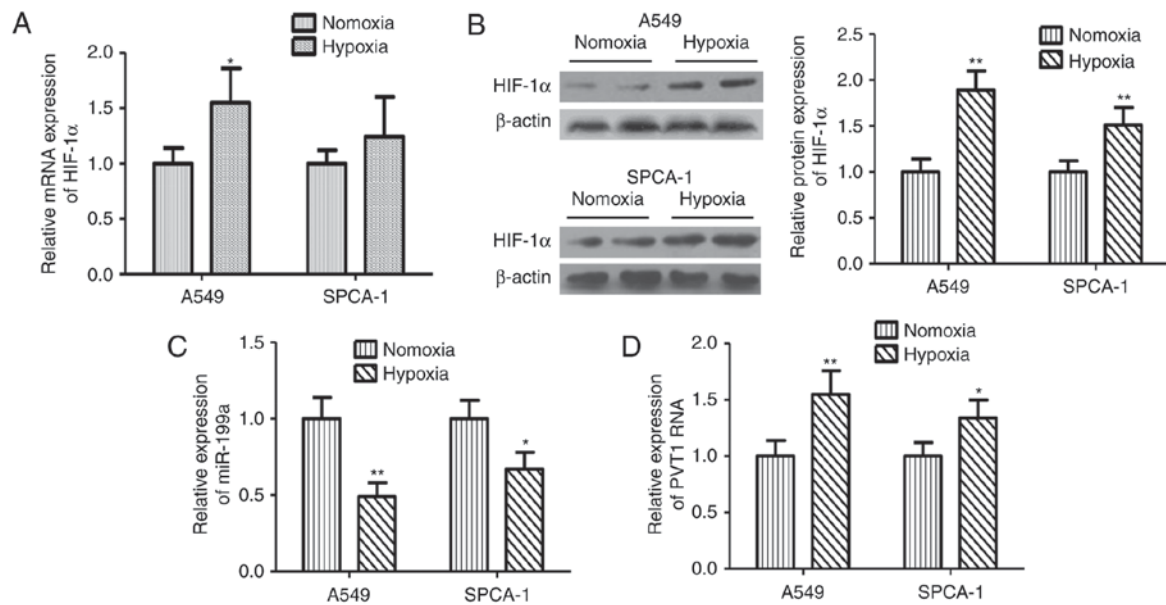 A
Nomoxia
Hypoxia
Relative mRNA expression
of HIF-1α
2.0
1.5
1.0
0.5
0.0
*
A549
SPCA-1
B
A549
Nomoxia
Hypoxia
HIF-1α
β-actin
SPCA-1
Nomoxia
Hypoxia
HIF-1α
β-actin
Nomoxia
Hypoxia
Relative protein expression
of HIF-1α
2.5
2.0
1.5
1.0
0.5
0.0
**
**
A549
SPCA-1
C
Nomoxia
Hypoxia
Relative expression
of miR-199a
1.5
1.0
0.5
0.0
**
*
A549
SPCA-1
D
Nomoxia
Hypoxia
Relative expression
of PVT1 RNA
2.0
1.5
1.0
0.5
0.0
**
*
A549
SPCA-1